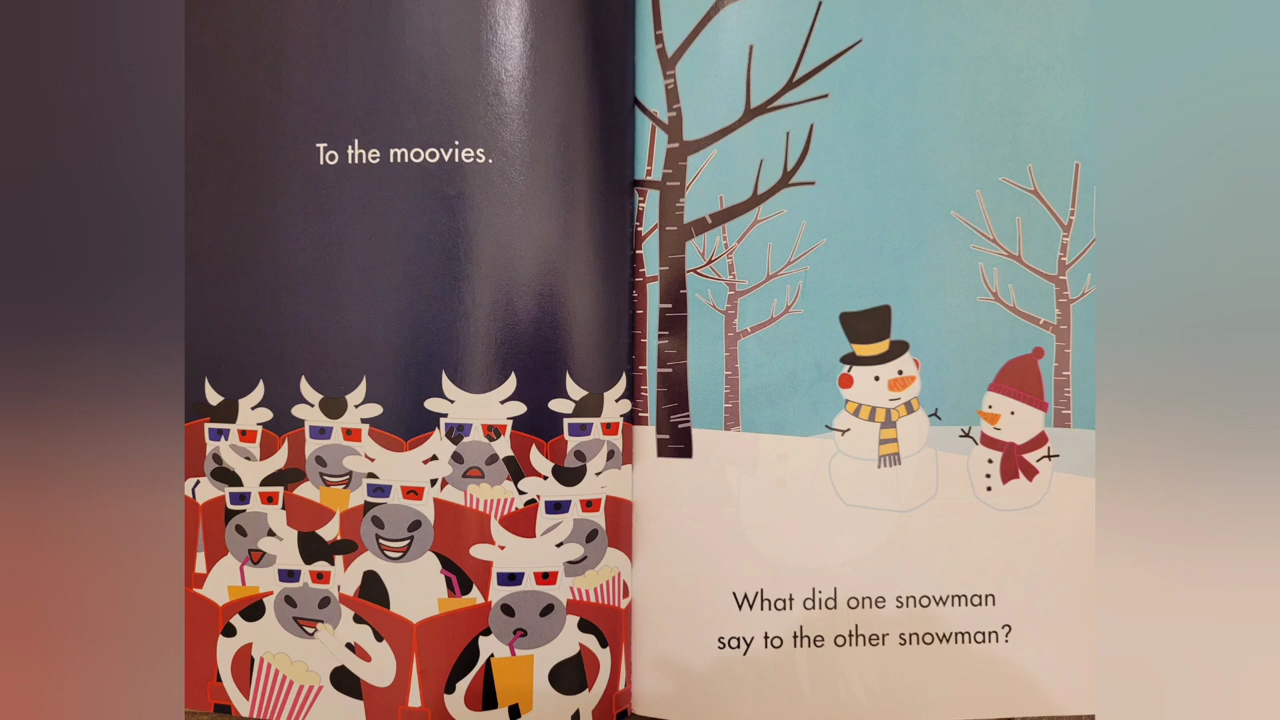 To the moovies.
What did one snowman
say to the other snowman?